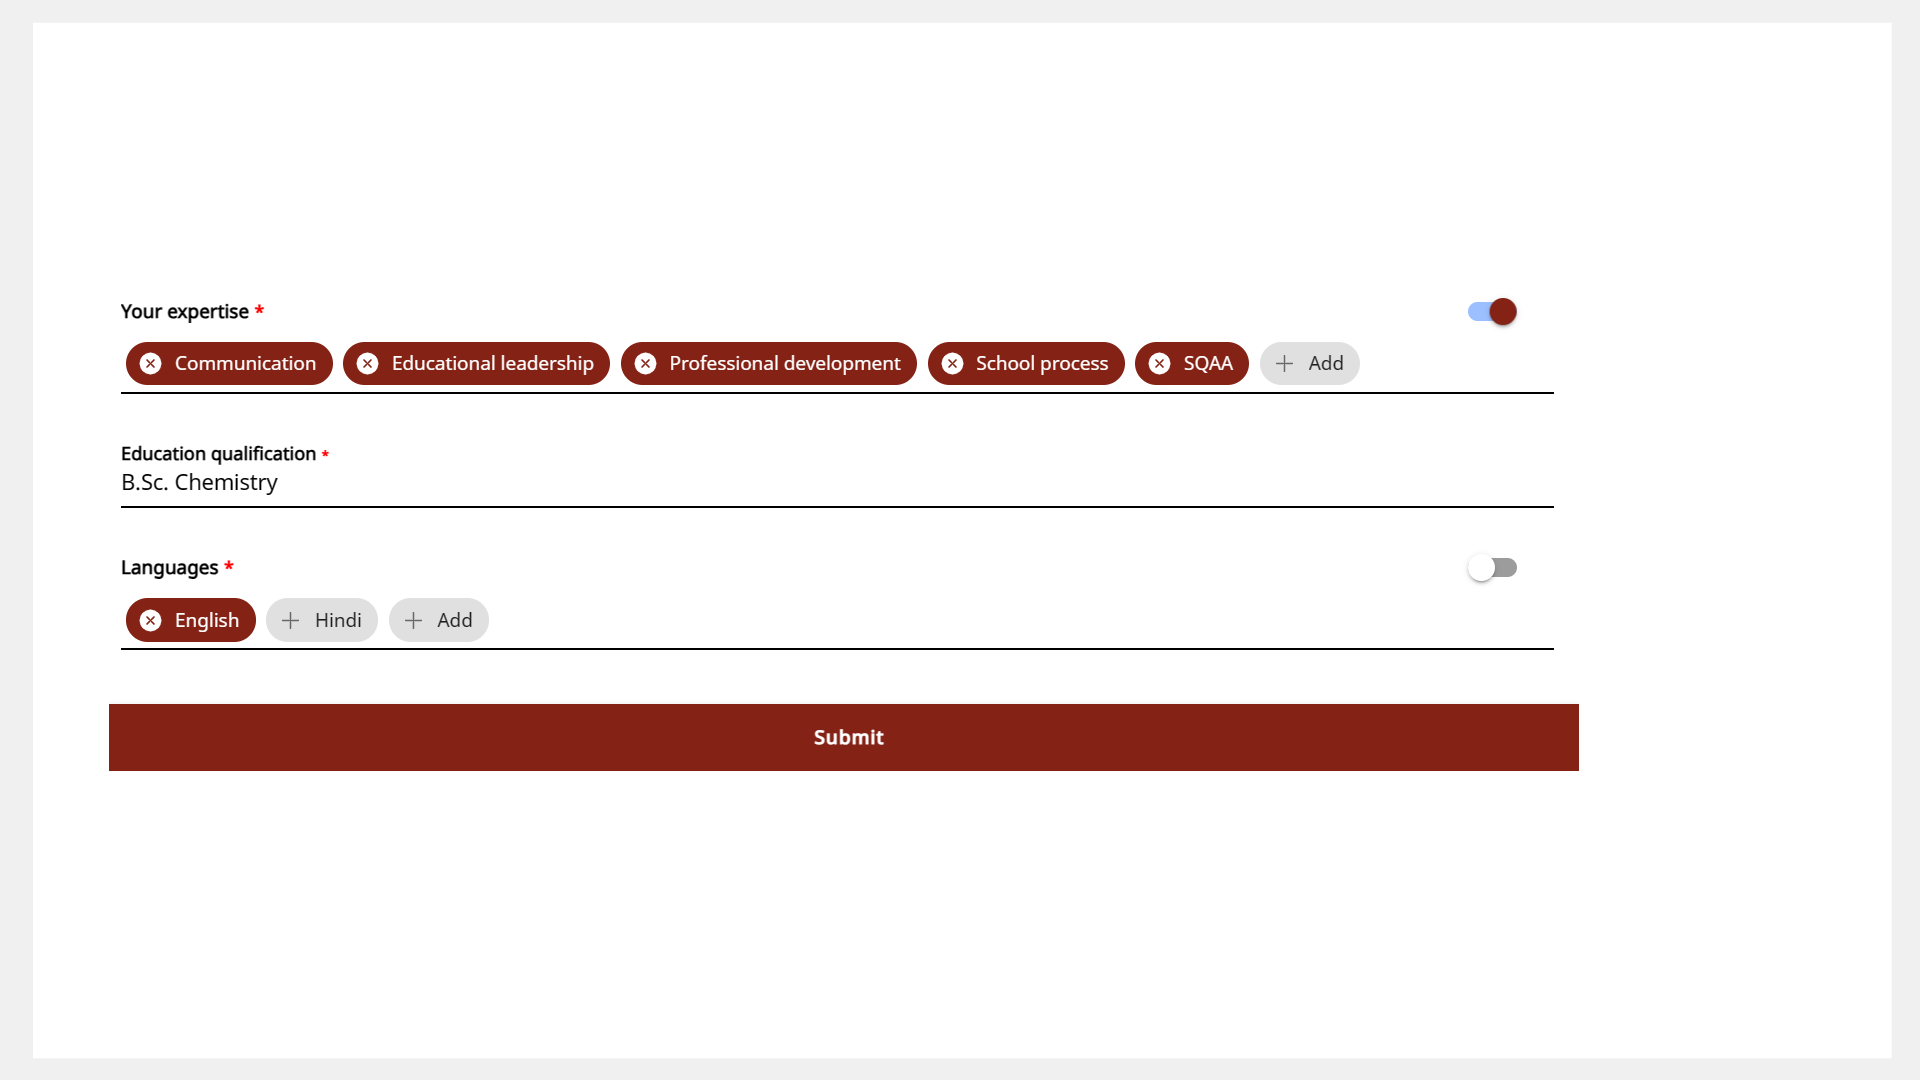 Your expertise *
Communication Educational leadership Professional development School process SQAA Add
Education qualification *
B.Sc. Chemistry
Languages *
English Hindi Add
Submit